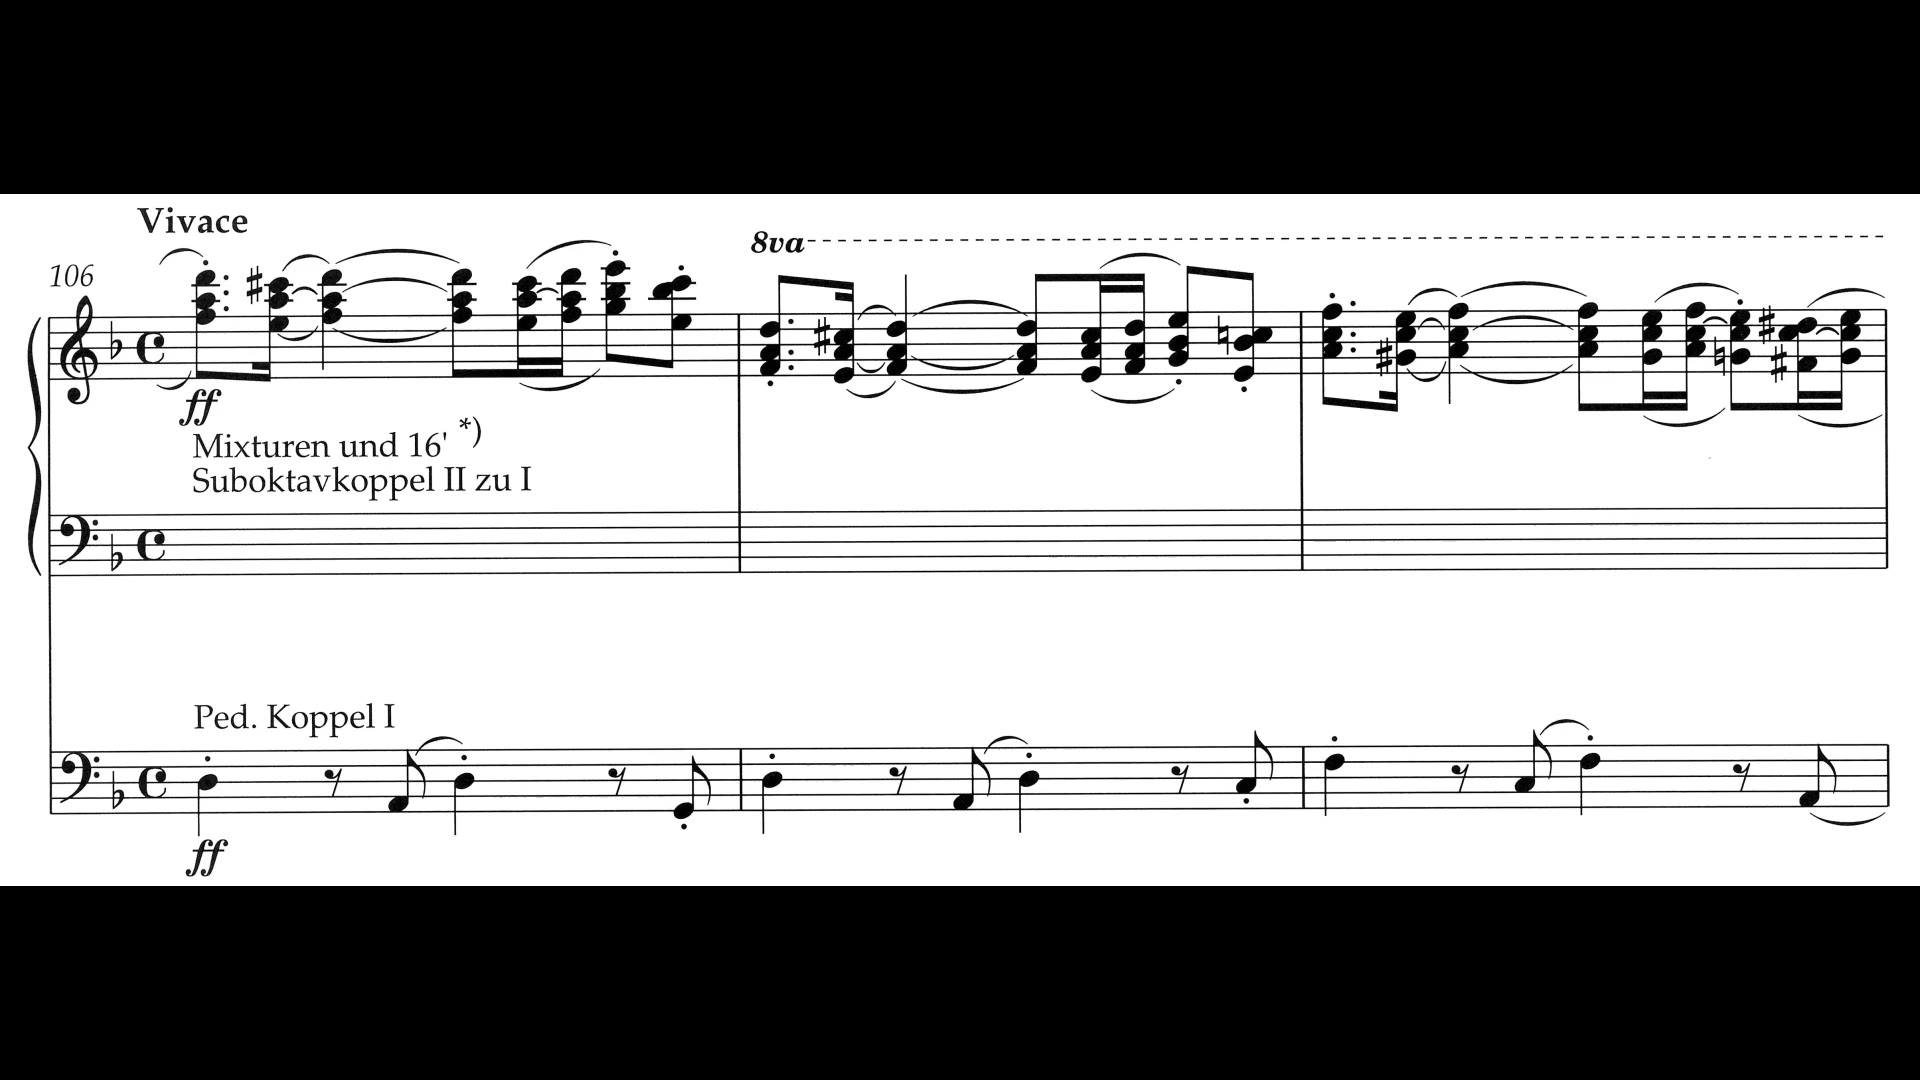 Vivace
106
8va
ff
Mixturen und 16' *)
Suboktavkoppel II zu I
Ped. Koppel I
ff